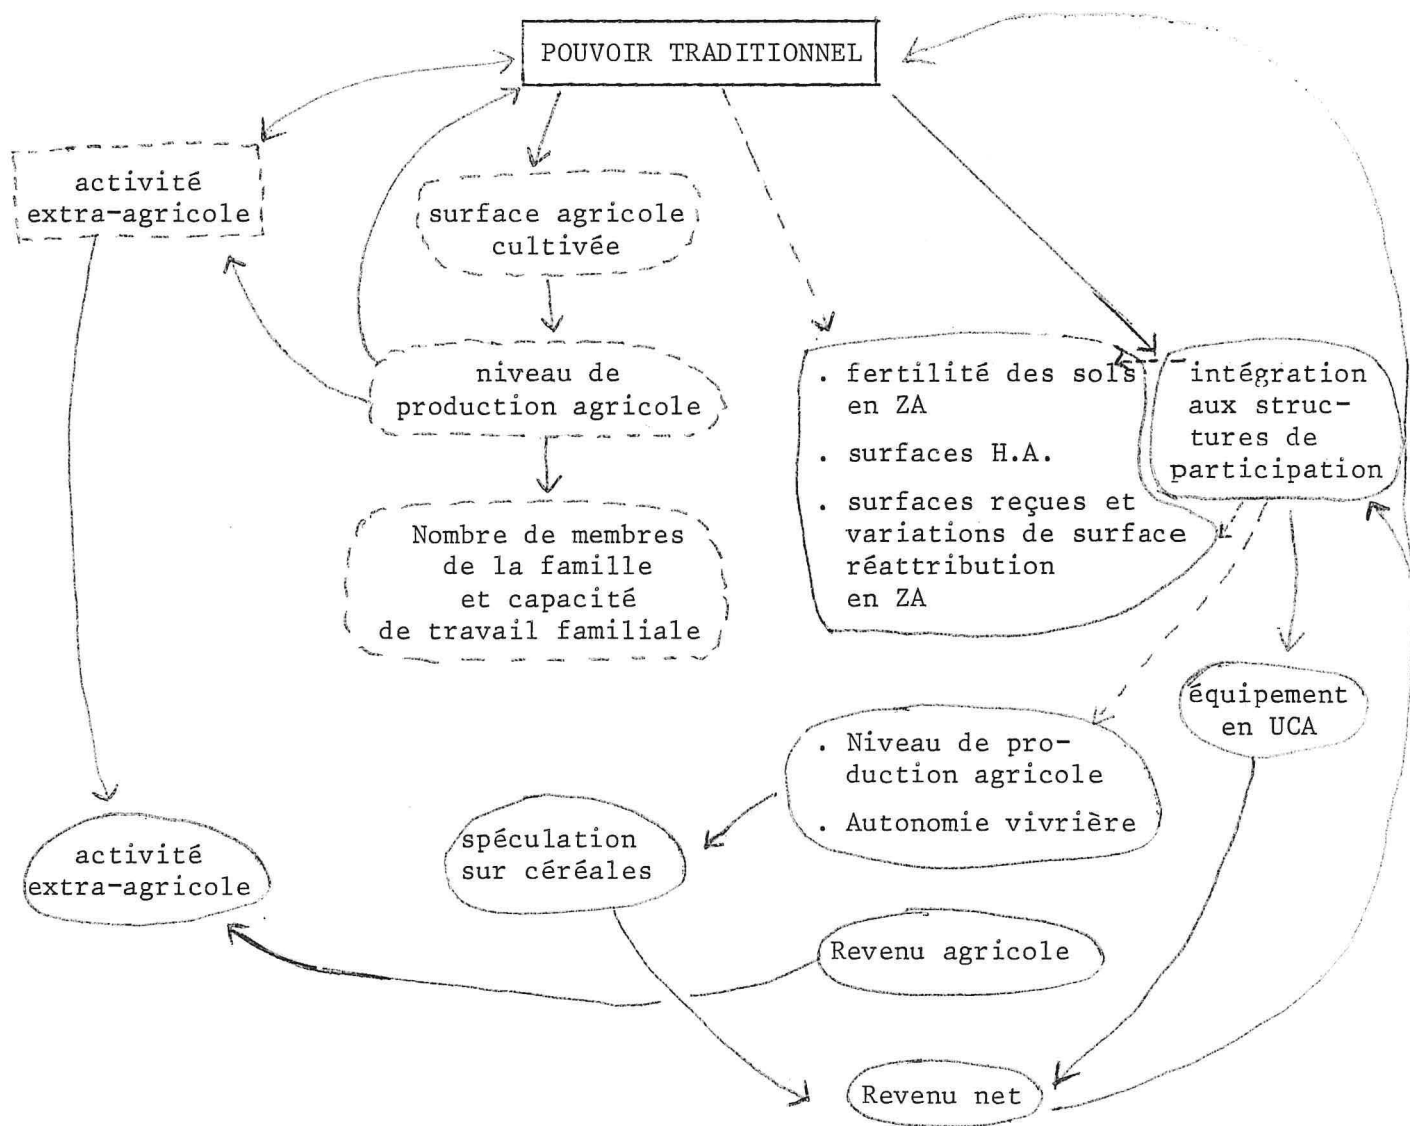 POUVOIR TRADITIONNEL
activité
extra-agricole
surface agricole
cultivée
niveau de
production agricole
Nombre de membres
de la famille
et capacité
de travail familiale
. fertilité des sols
en ZA
. surfaces H.A.
. surfaces reçues et
variations de surface
réattribution
en ZA
intégration
aux struc-
tures de
participation
équipement
en UCA
. Niveau de pro-
duction agricole
. Autonomie vivrière
spéculation
sur céréales
activité
extra-agricole
Revenu agricole
Revenu net